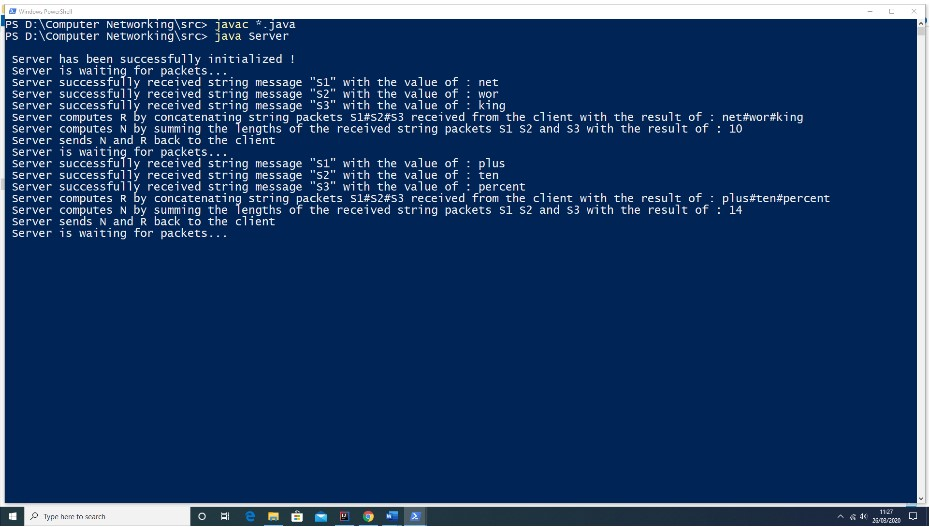 Windows PowerShell
PS D:\Computer Networking\src> javac *.java
PS D:\Computer Networking\src> java Server
Server has been successfully initialized !
Server is waiting for packets...
Server successfully received string message "S1" with the value of : net
Server successfully received string message "S2" with the value of : wor
Server successfully received string message "S3" with the value of : king
Server computes R by concatenating string packets S1#S2#S3 received from the client with the result of : net#wor#king
Server computes N by summing the lengths of the received string packets S1 S2 and S3 with the result of : 10
Server sends N and R back to the client
Server is waiting for packets...
Server successfully received string message "S1" with the value of : plus
Server successfully received string message "S2" with the value of : ten
Server successfully received string message "S3" with the value of : percent
Server computes R by concatenating string packets S1#S2#S3 received from the client with the result of : plus#ten#percent
Server computes N by summing the lengths of the received string packets S1 S2 and S3 with the result of : 14
Server sends N and R back to the client
Server is waiting for packets...
Type here to search
11:27
26/03/2020